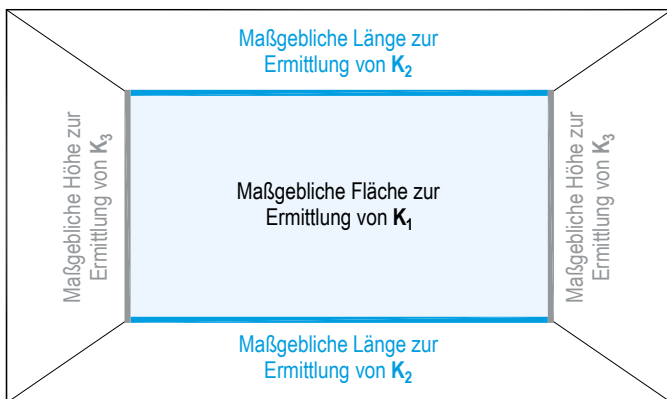 Maßgebliche Länge zur
Ermittlung von K₂
Maßgebliche Höhe zur
Ermittlung von K₃
Maßgebliche Fläche zur
Ermittlung von K₁
Maßgebliche Höhe zur
Ermittlung von K₃
Maßgebliche Länge zur
Ermittlung von K₂